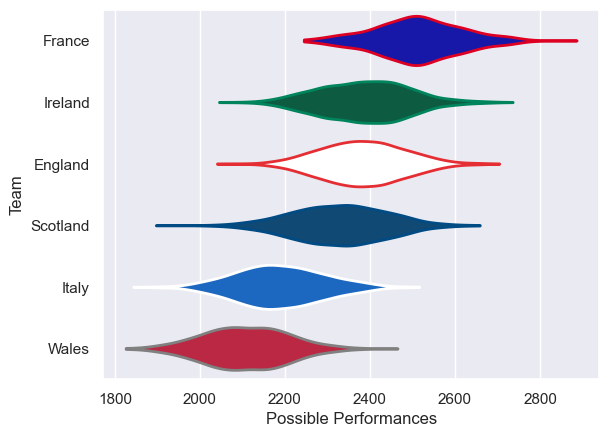 France
Ireland
England
Scotland
Italy
Wales
Team
1800 2000 2200 2400 2600 2800
Possible Performances